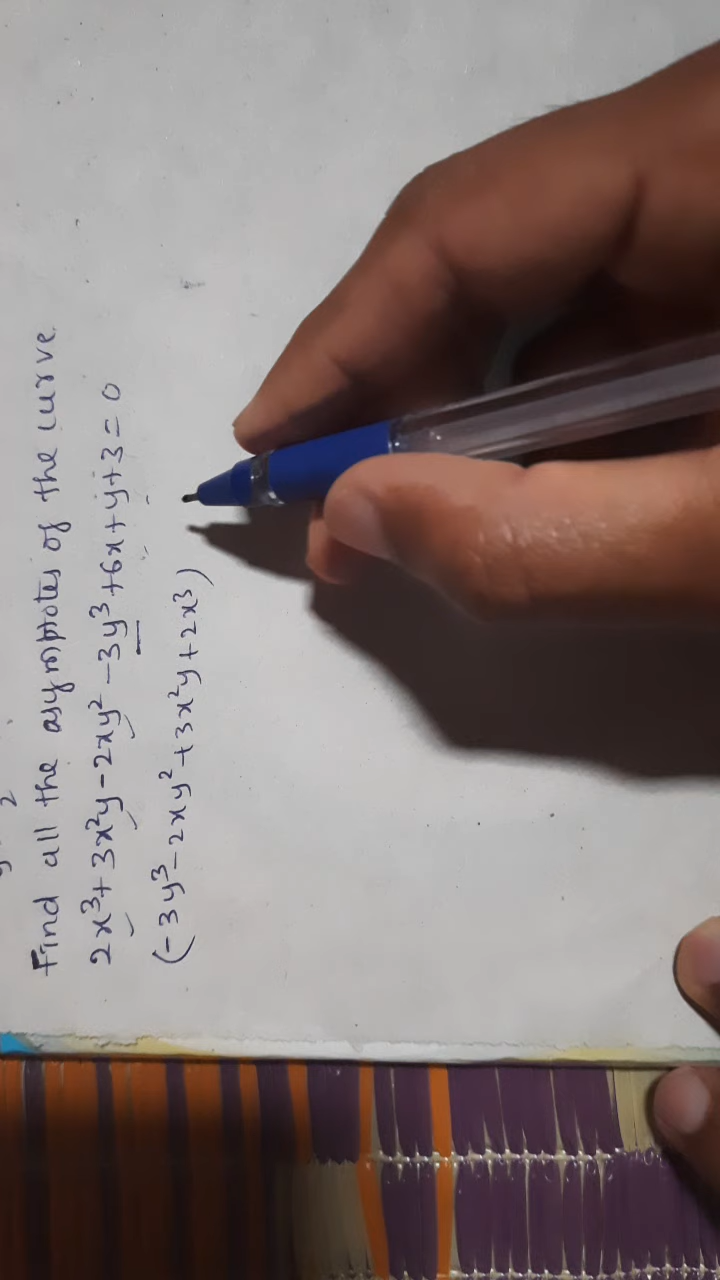 Find all the asymptotes of the curve.
2x³+3x²y-2xy²-3y³+6x+y+3=0
(-3y³-2xy²+3x²y+2x³)